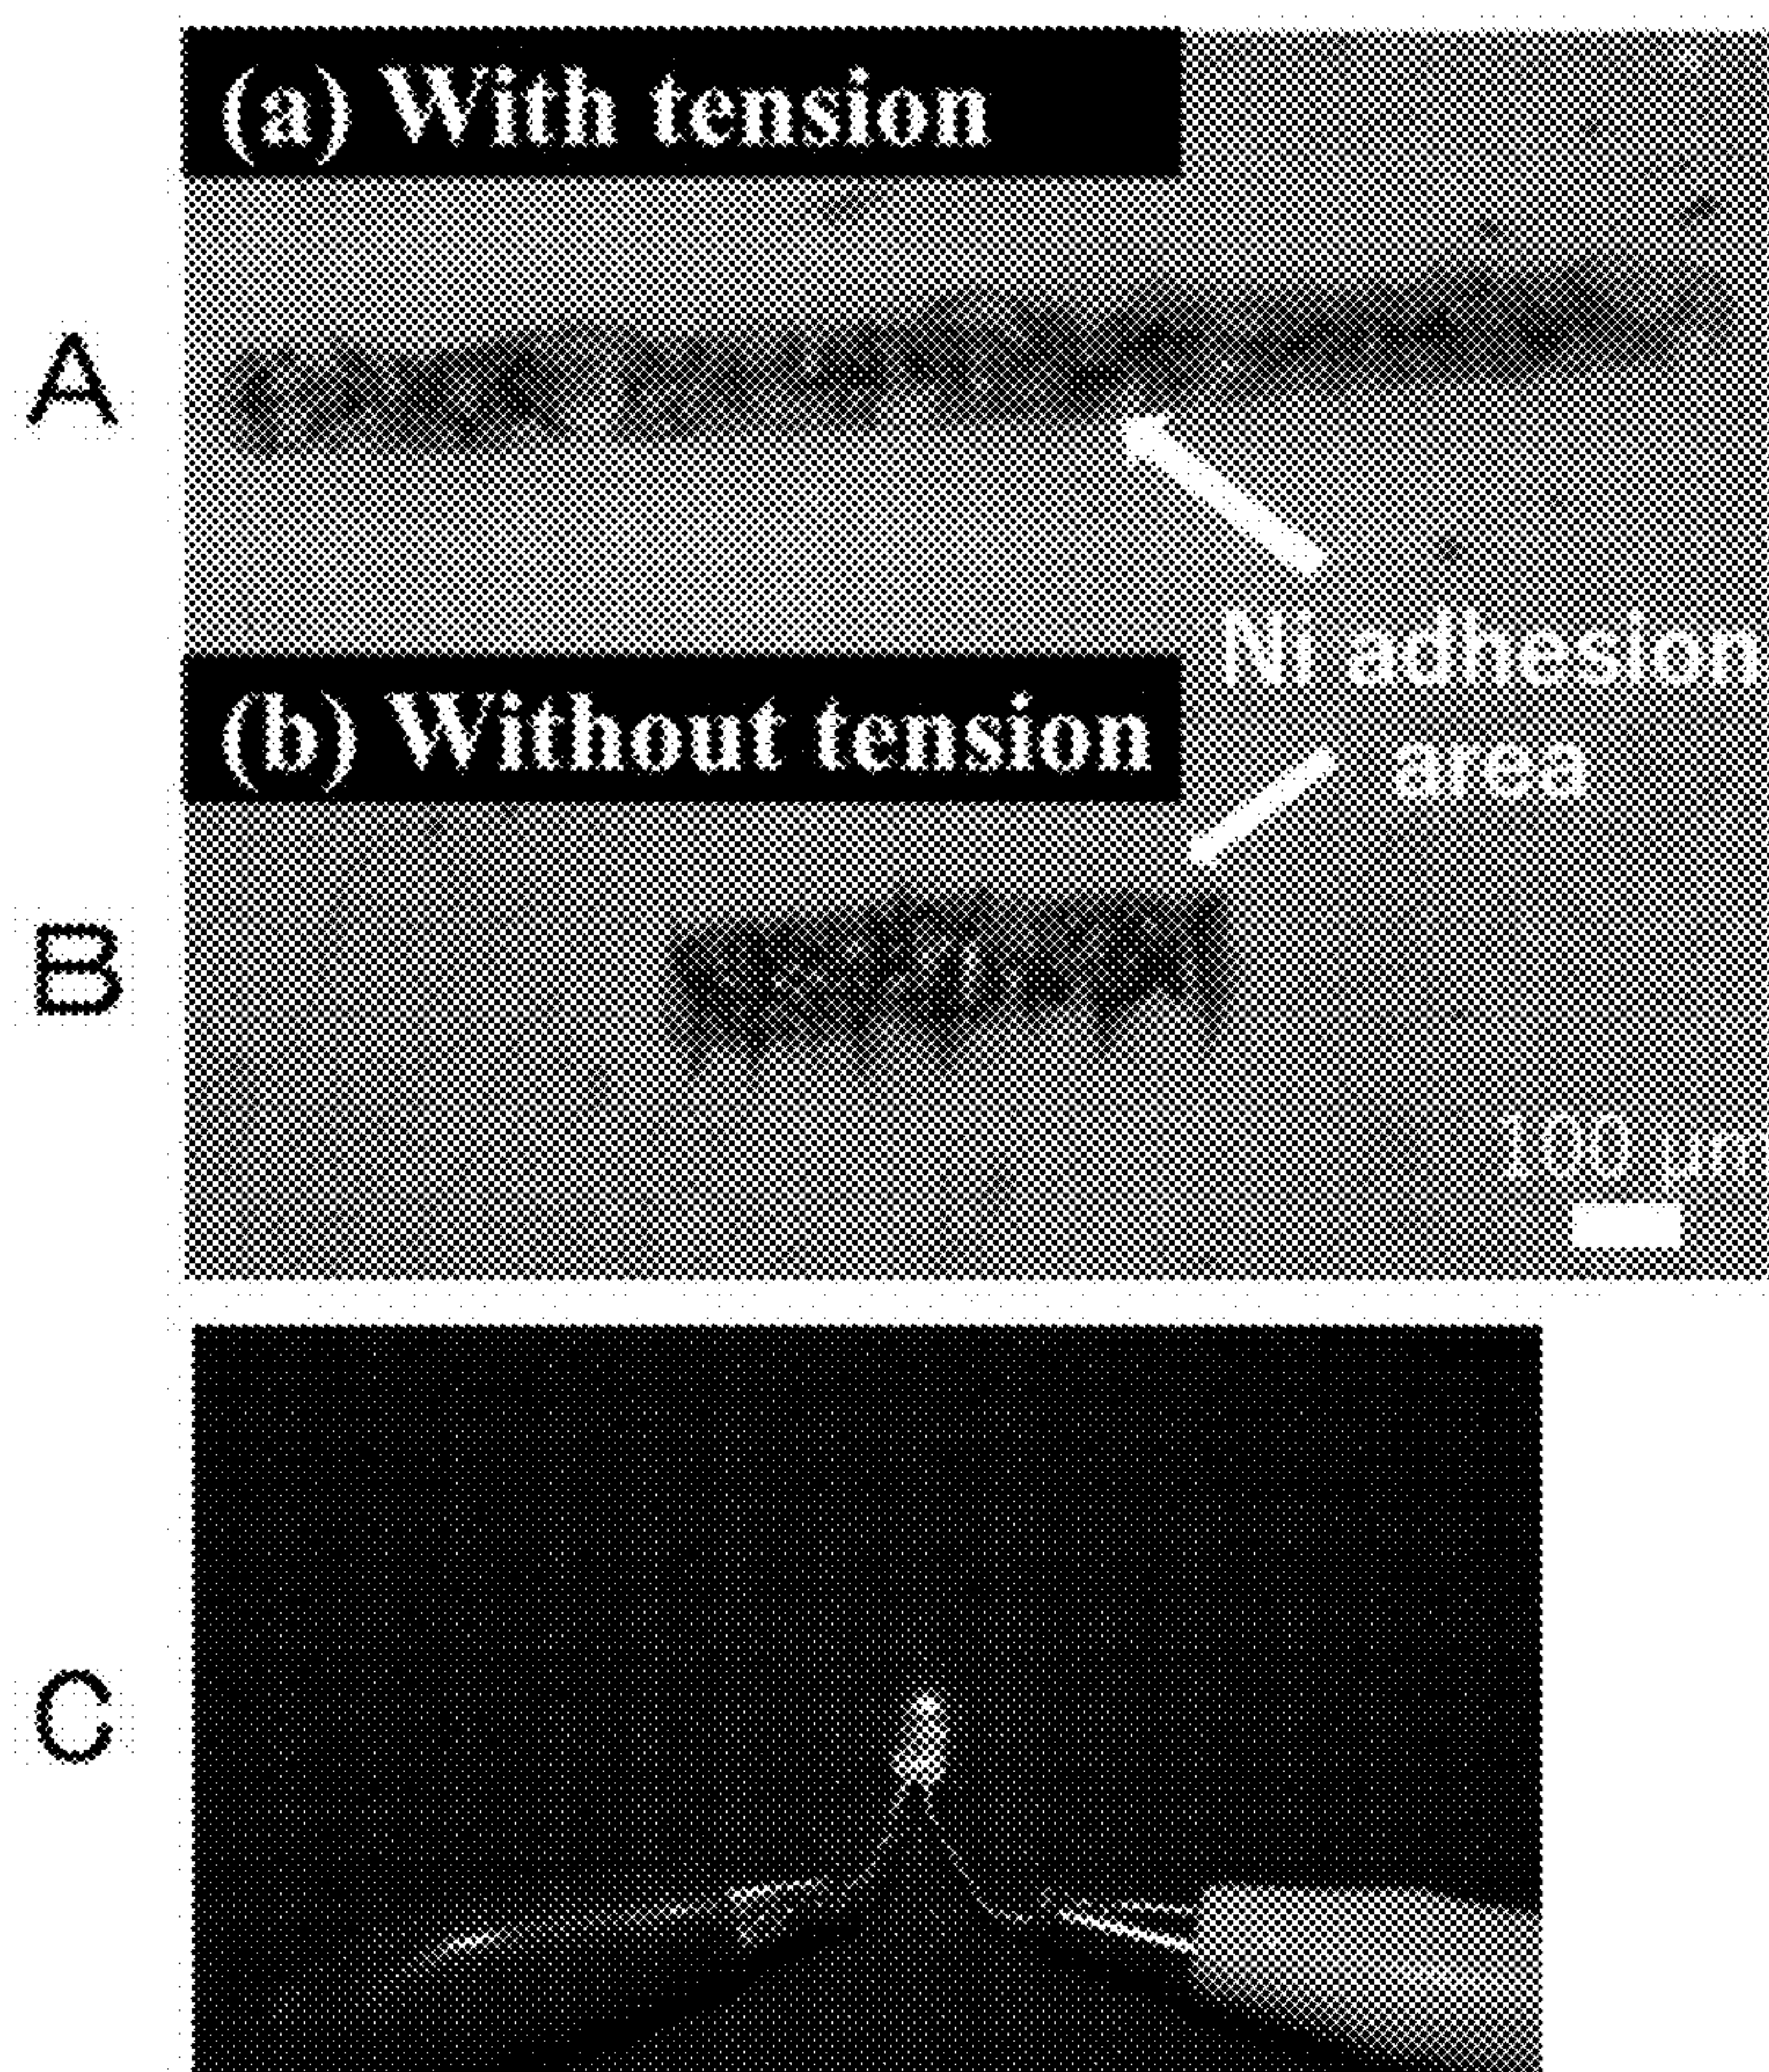 (a) With tension
A
Ni adhesion
area
(b) Without tension
B
100 μm
C